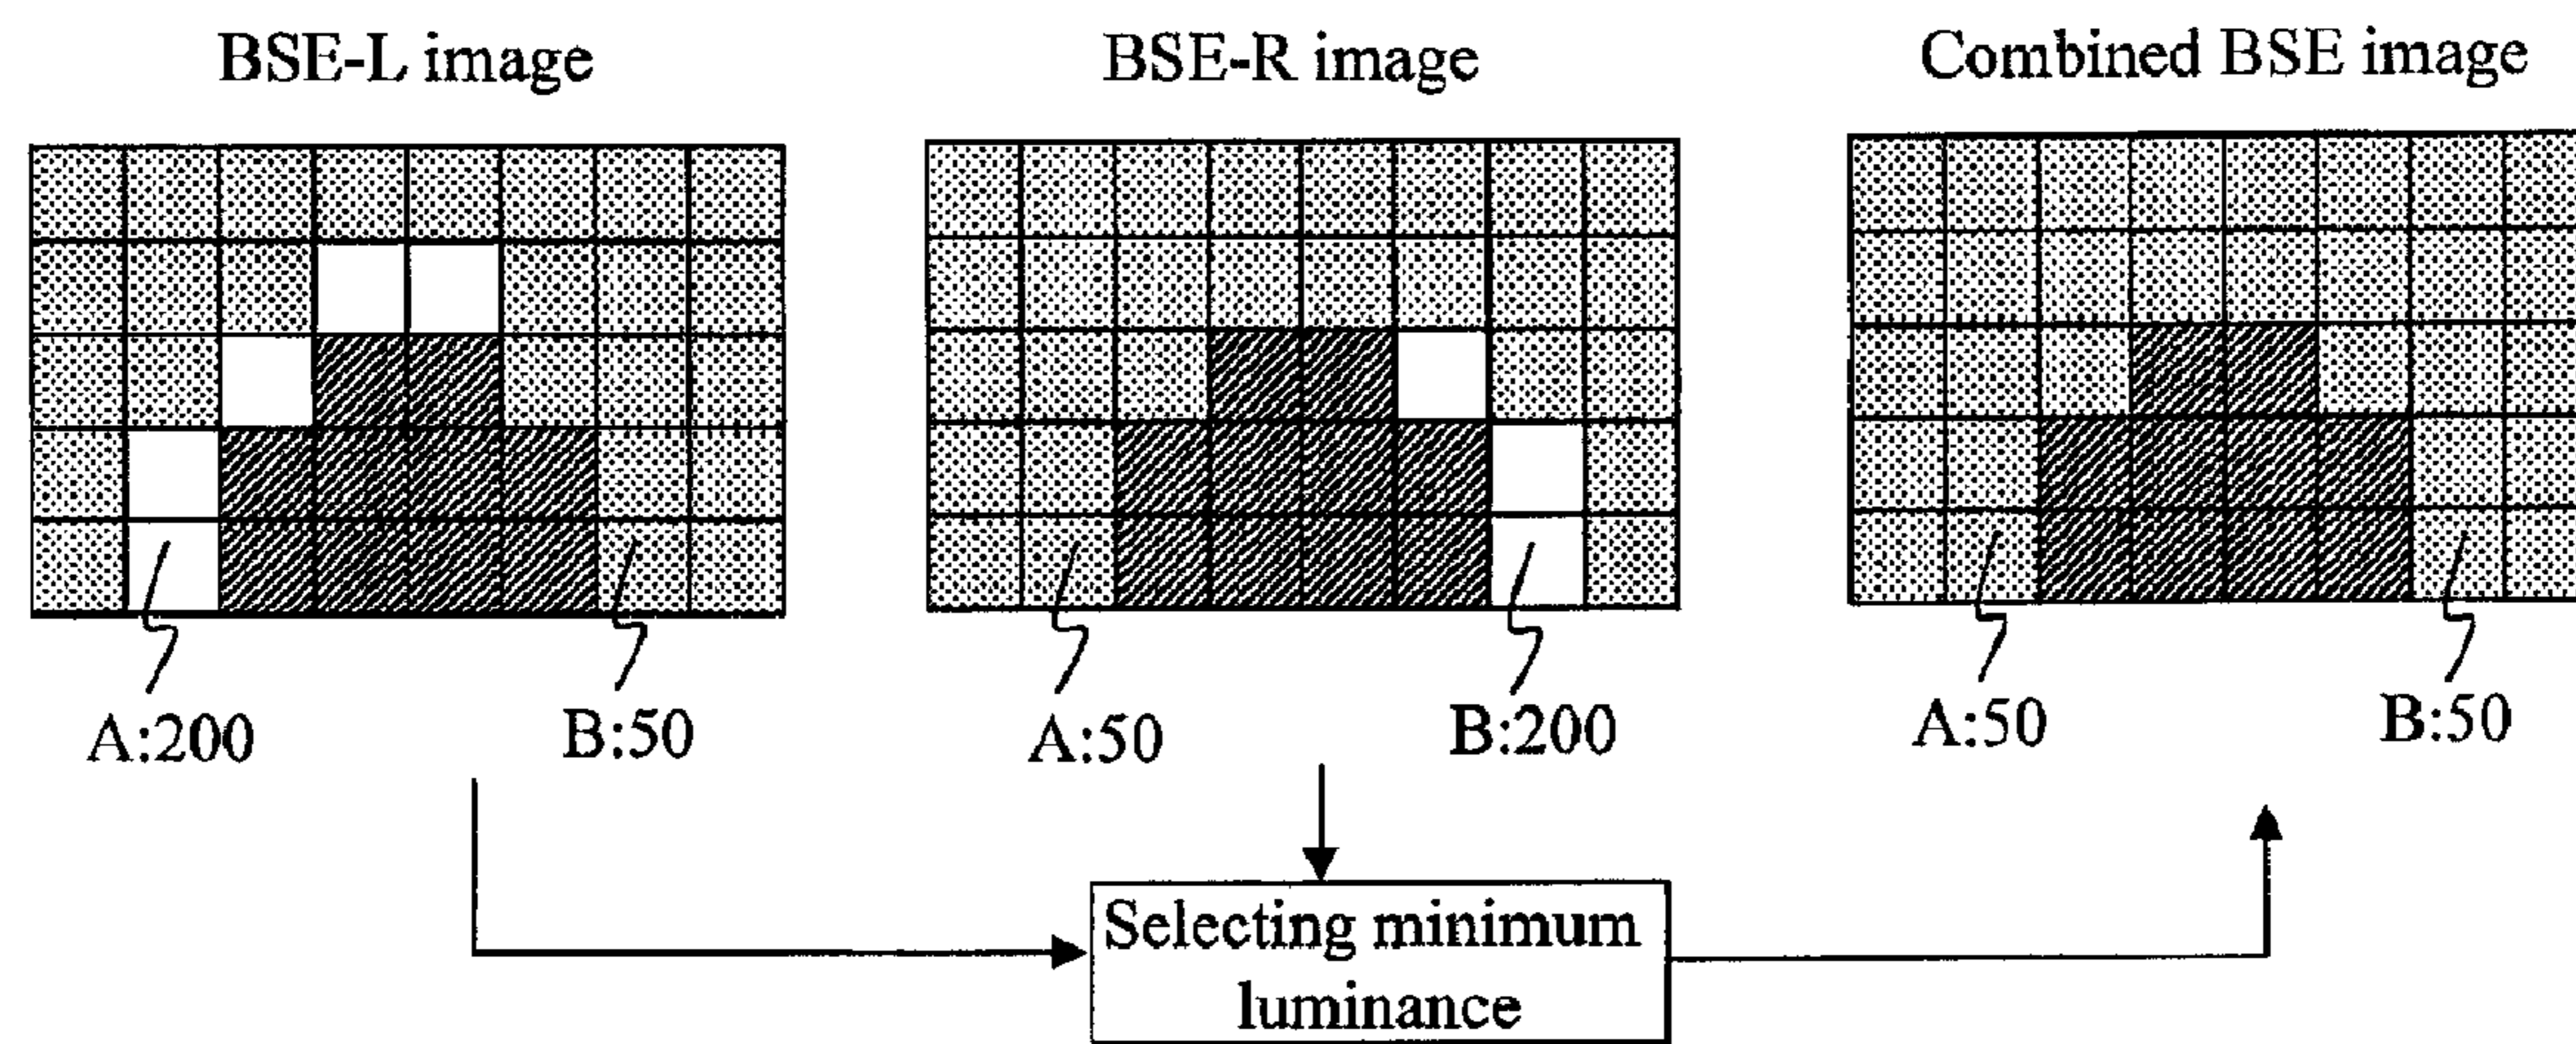 BSE-L image
BSE-R image
Combined BSE image
A:200
B:50
A:50
B:200
A:50
B:50
Selecting minimum
luminance